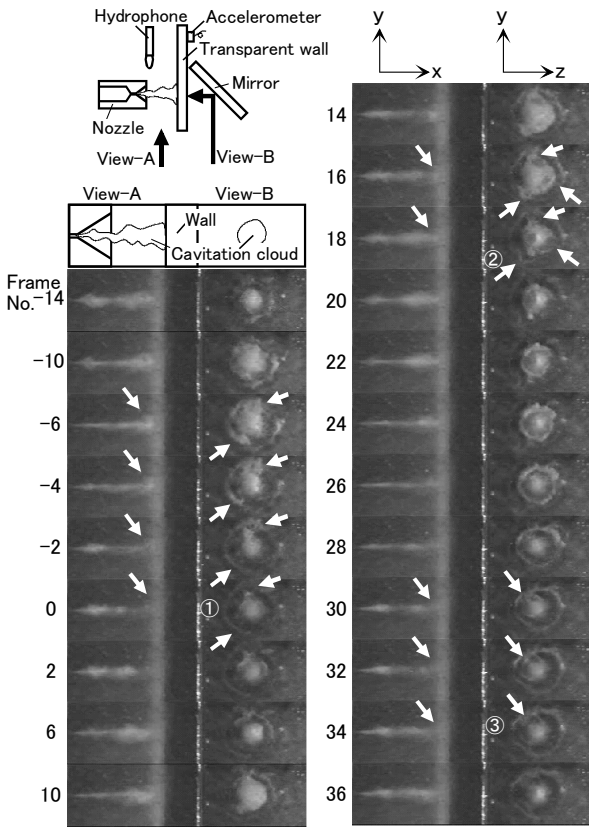 Hydrophone
Accelerometer
Transparent wall
Mirror
Nozzle
View-A
View-B
View-A View-B
Wall
Cavitation cloud
Frame
No. -14
-10
-6
-4
-2
0 ①
2
6
10
y y
x z
14
16
18 ②
20
22
24
26
28
30
32
34 ③
36